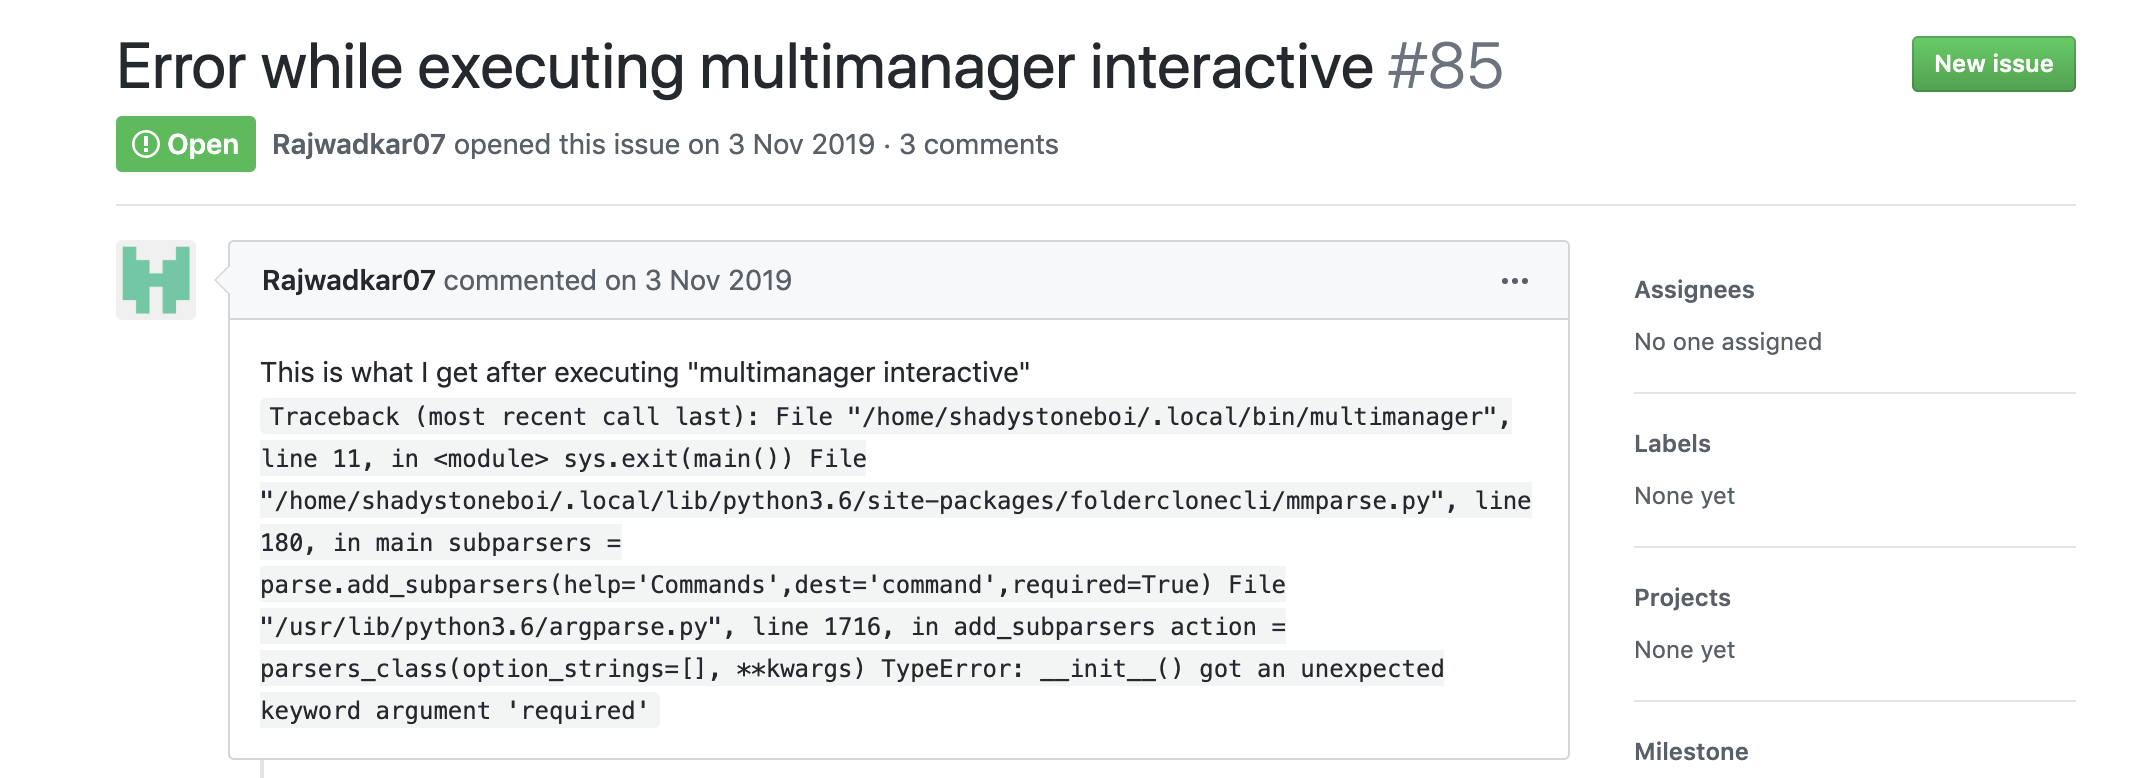 Error while executing multimanager interactive #85
New issue
Open
Rajwadkar07 opened this issue on 3 Nov 2019 · 3 comments
Rajwadkar07 commented on 3 Nov 2019
This is what I get after executing "multimanager interactive"
Traceback (most recent call last): File "/home/shadystoneboi/.local/bin/multimanager",
line 11, in <module> sys.exit(main()) File
"/home/shadystoneboi/.local/lib/python3.6/site-packages/folderclonecli/mmparse.py", line
180, in main subparsers =
parse.add_subparsers(help='Commands',dest='command',required=True) File
"/usr/lib/python3.6/argparse.py", line 1716, in add_subparsers action =
parsers_class(option_strings=[], **kwargs) TypeError: __init__() got an unexpected
keyword argument 'required'
Assignees
No one assigned
Labels
None yet
Projects
None yet
Milestone